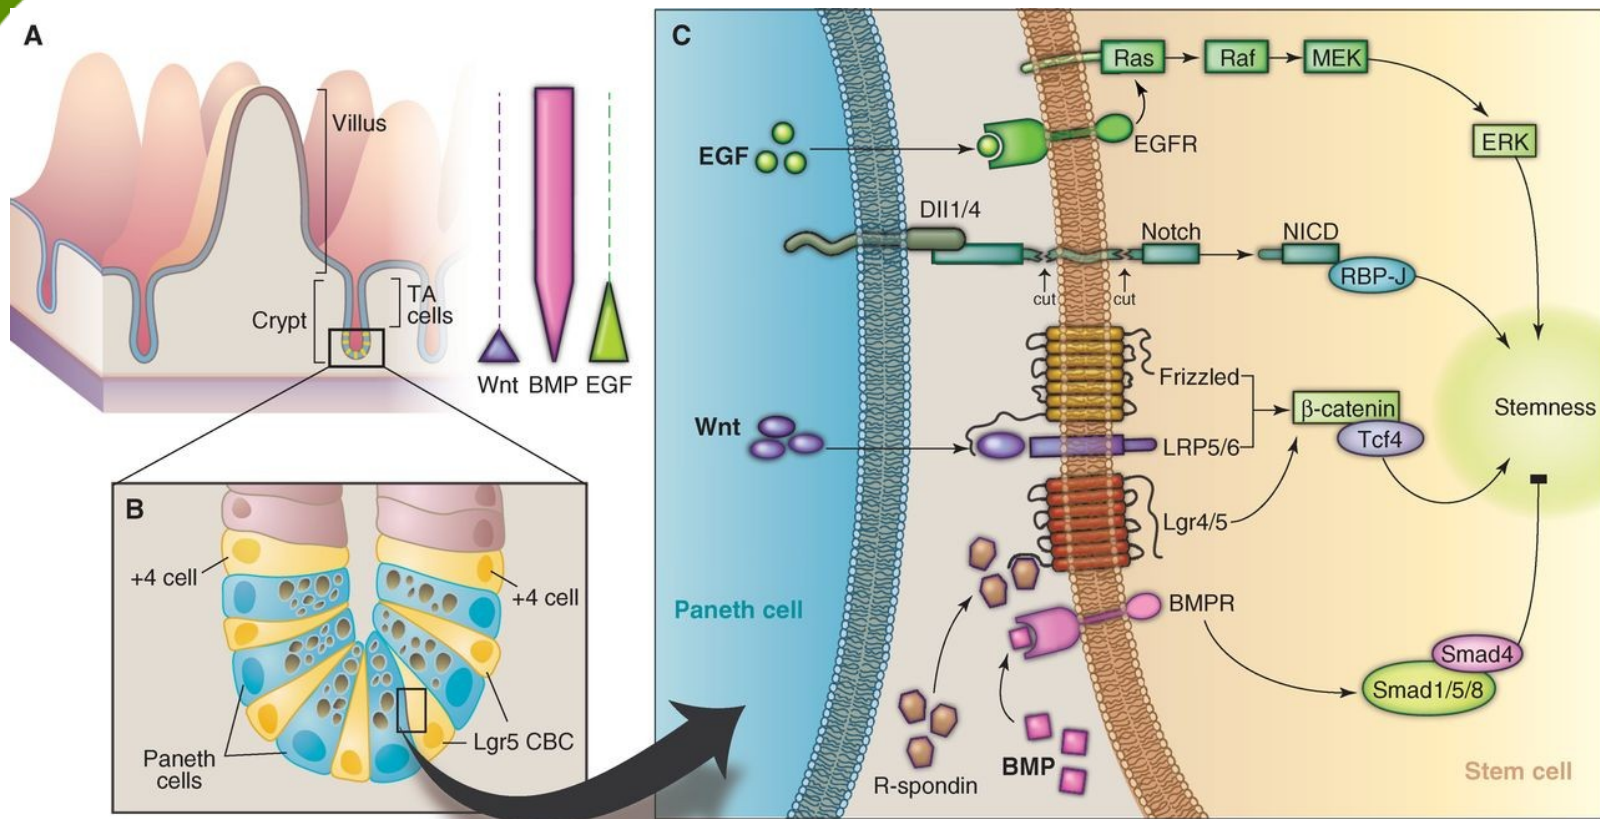 A
Villus
TA
cells
Crypt
Wnt BMP EGF
B
+4 cell
+4 cell
Paneth
cells
Lgr5 CBC
C
Ras
Raf
MEK
ERK
EGF
EGFR
Dll1/4
Notch
NICD
RBP-J
cut
cut
Frizzled
Wnt
LRP5/6
β-catenin
Tcf4
Stemness
Lgr4/5
Paneth cell
BMPR
Smad4
Smad1/5/8
R-spondin
BMP
Stem cell